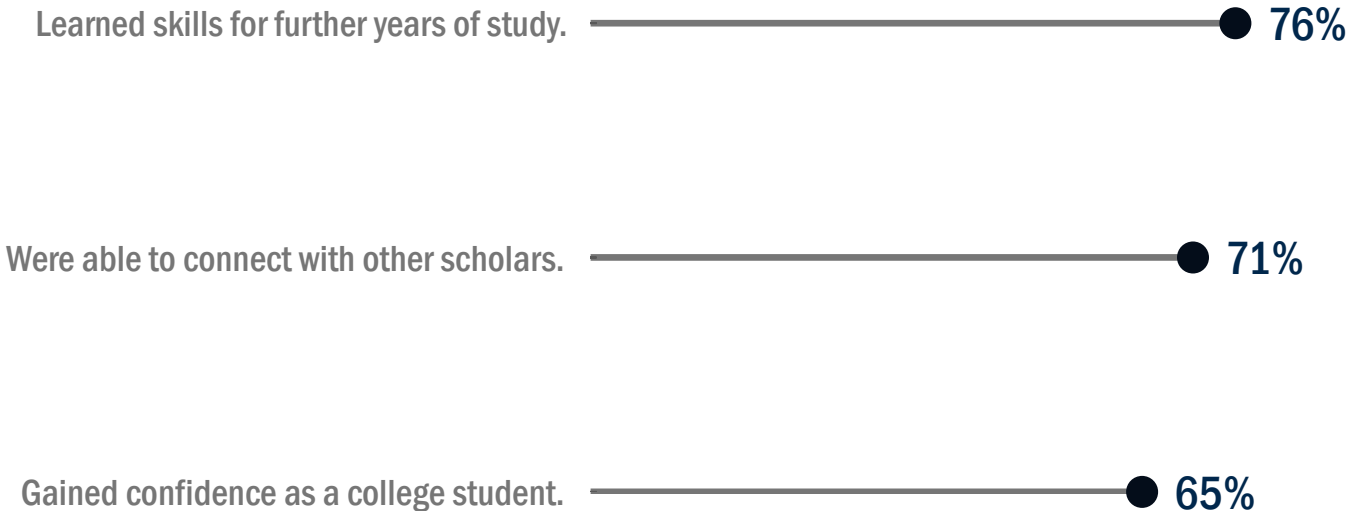 Learned skills for further years of study. 76%
Were able to connect with other scholars. 71%
Gained confidence as a college student. 65%